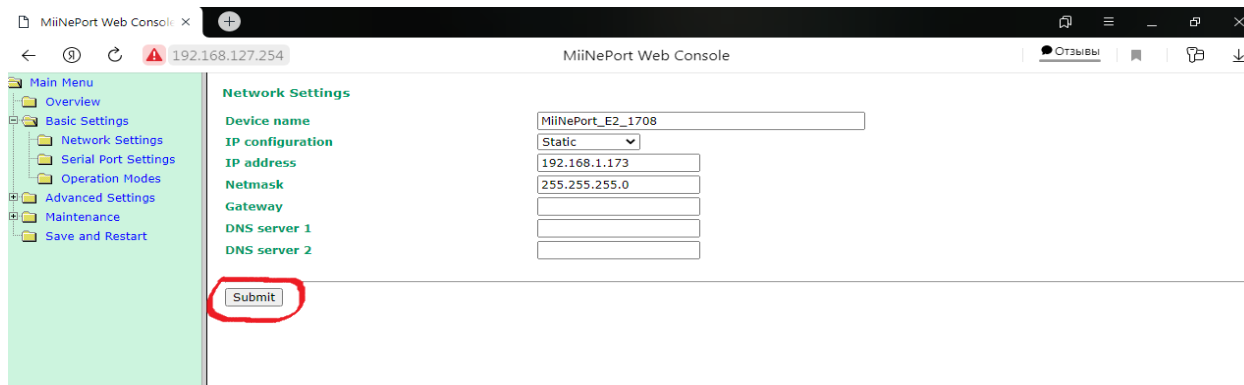 MiiNePort Web Console
192.168.127.254
MiiNePort Web Console
Отзывы
Main Menu
Overview
Basic Settings
Network Settings
Serial Port Settings
Operation Modes
Advanced Settings
Maintenance
Save and Restart
Network Settings
Device name MiiNePort_E2_1708
IP configuration Static
IP address 192.168.1.173
Netmask 255.255.255.0
Gateway
DNS server 1
DNS server 2
Submit